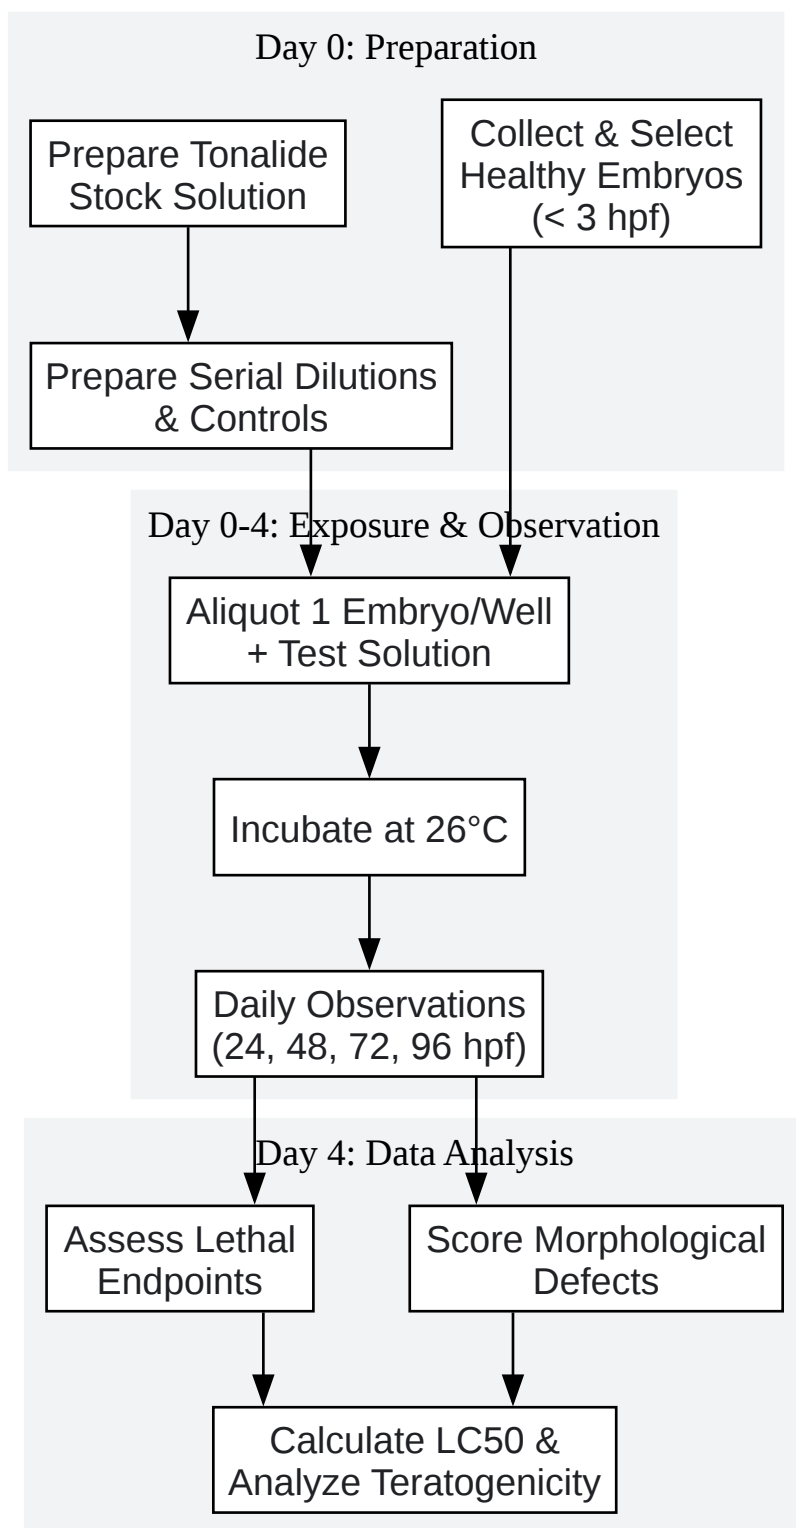 Day 0: Preparation
Prepare Tonalide
Stock Solution
Collect & Select
Healthy Embryos
(< 3 hpf)
Prepare Serial Dilutions
& Controls
Day 0-4: Exposure & Observation
Aliquot 1 Embryo/Well
+ Test Solution
Incubate at 26°C
Daily Observations
(24, 48, 72, 96 hpf)
Day 4: Data Analysis
Assess Lethal
Endpoints
Score Morphological
Defects
Calculate LC50 &
Analyze Teratogenicity